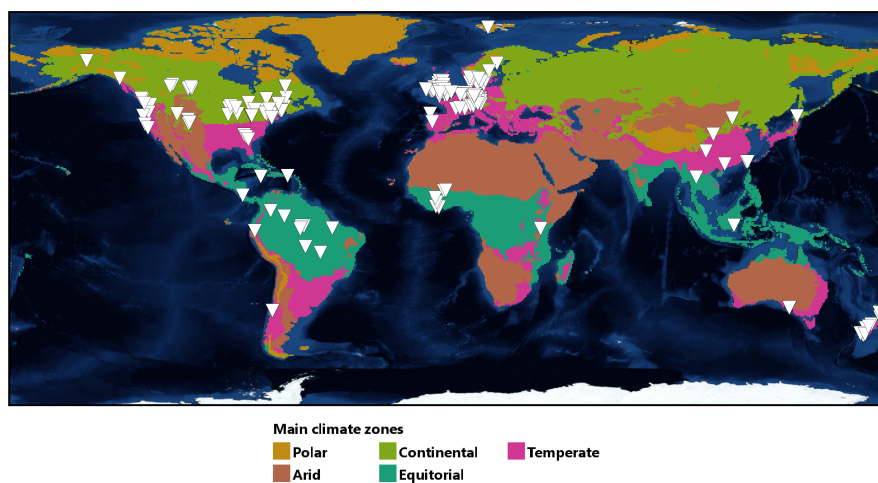 Main climate zones
Polar Continental Temperate
Arid Equitorial